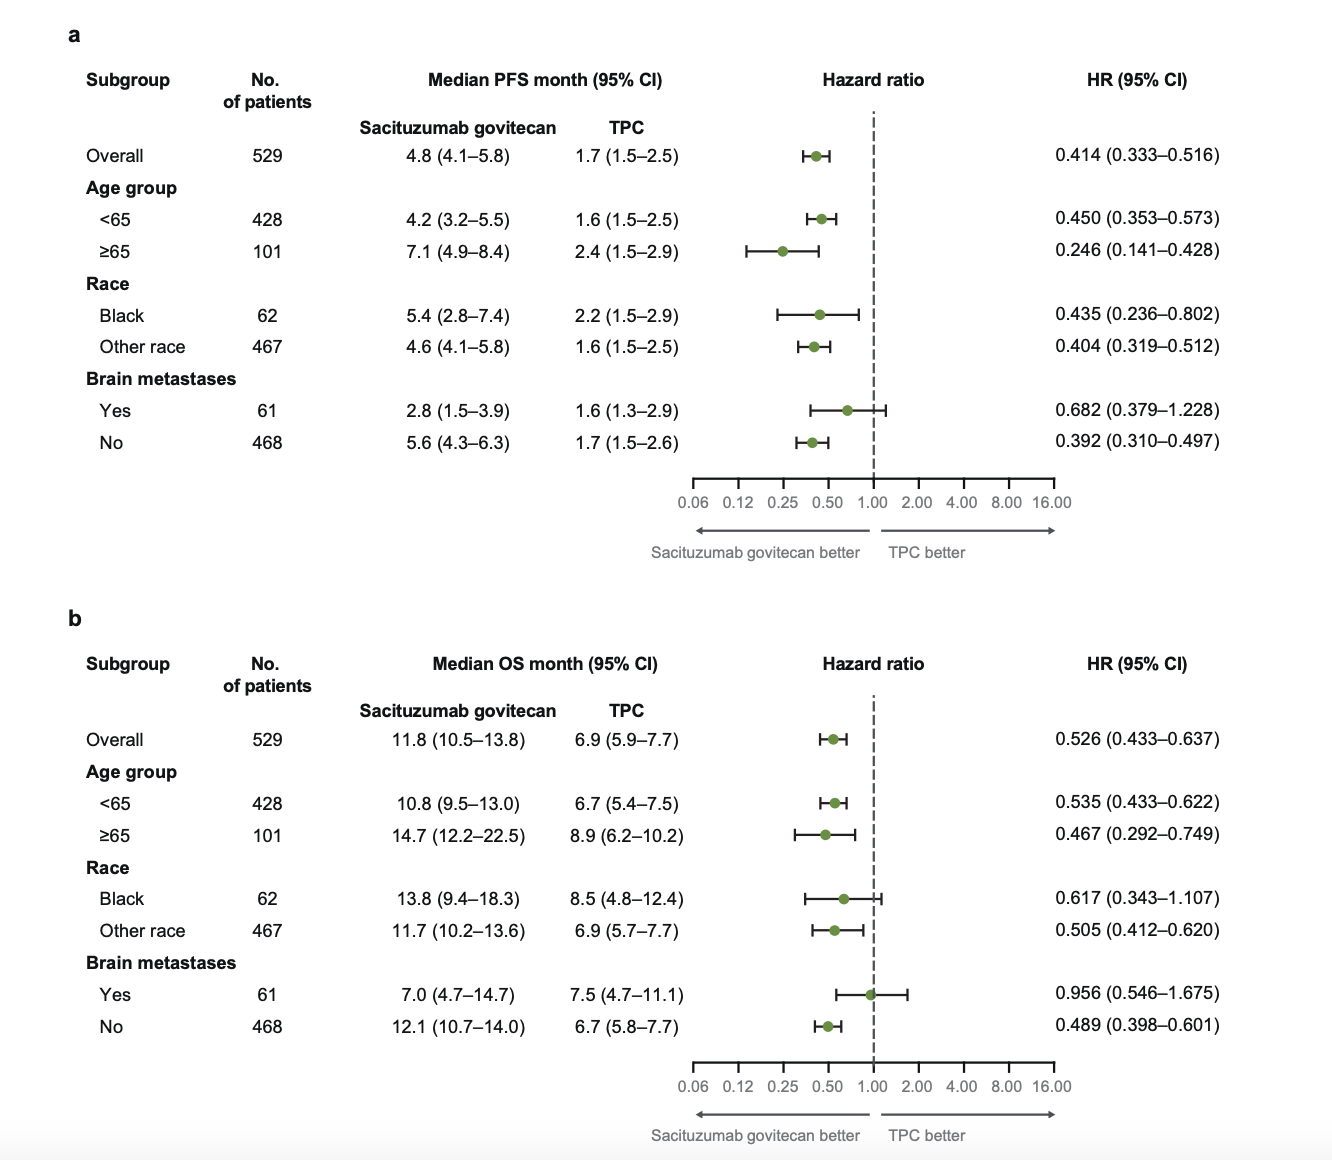 a
Subgroup No. of patients Median PFS month (95% CI) Hazard ratio HR (95% CI)
Sacituzumab govitecan TPC
Overall 529 4.8 (4.1–5.8) 1.7 (1.5–2.5) 0.414 (0.333–0.516)
Age group
<65 428 4.2 (3.2–5.5) 1.6 (1.5–2.5) 0.450 (0.353–0.573)
≥65 101 7.1 (4.9–8.4) 2.4 (1.5–2.9) 0.246 (0.141–0.428)
Race
Black 62 5.4 (2.8–7.4) 2.2 (1.5–2.9) 0.435 (0.236–0.802)
Other race 467 4.6 (4.1–5.8) 1.6 (1.5–2.5) 0.404 (0.319–0.512)
Brain metastases
Yes 61 2.8 (1.5–3.9) 1.6 (1.3–2.9) 0.682 (0.379–1.228)
No 468 5.6 (4.3–6.3) 1.7 (1.5–2.6) 0.392 (0.310–0.497)
0.06 0.12 0.25 0.50 1.00 2.00 4.00 8.00 16.00
Sacituzumab govitecan better TPC better
b
Subgroup No. of patients Median OS month (95% CI) Hazard ratio HR (95% CI)
Sacituzumab govitecan TPC
Overall 529 11.8 (10.5–13.8) 6.9 (5.9–7.7) 0.526 (0.433–0.637)
Age group
<65 428 10.8 (9.5–13.0) 6.7 (5.4–7.5) 0.535 (0.433–0.622)
≥65 101 14.7 (12.2–22.5) 8.9 (6.2–10.2) 0.467 (0.292–0.749)
Race
Black 62 13.8 (9.4–18.3) 8.5 (4.8–12.4) 0.617 (0.343–1.107)
Other race 467 11.7 (10.2–13.6) 6.9 (5.7–7.7) 0.505 (0.412–0.620)
Brain metastases
Yes 61 7.0 (4.7–14.7) 7.5 (4.7–11.1) 0.956 (0.546–1.675)
No 468 12.1 (10.7–14.0) 6.7 (5.8–7.7) 0.489 (0.398–0.601)
0.06 0.12 0.25 0.50 1.00 2.00 4.00 8.00 16.00
Sacituzumab govitecan better TPC better